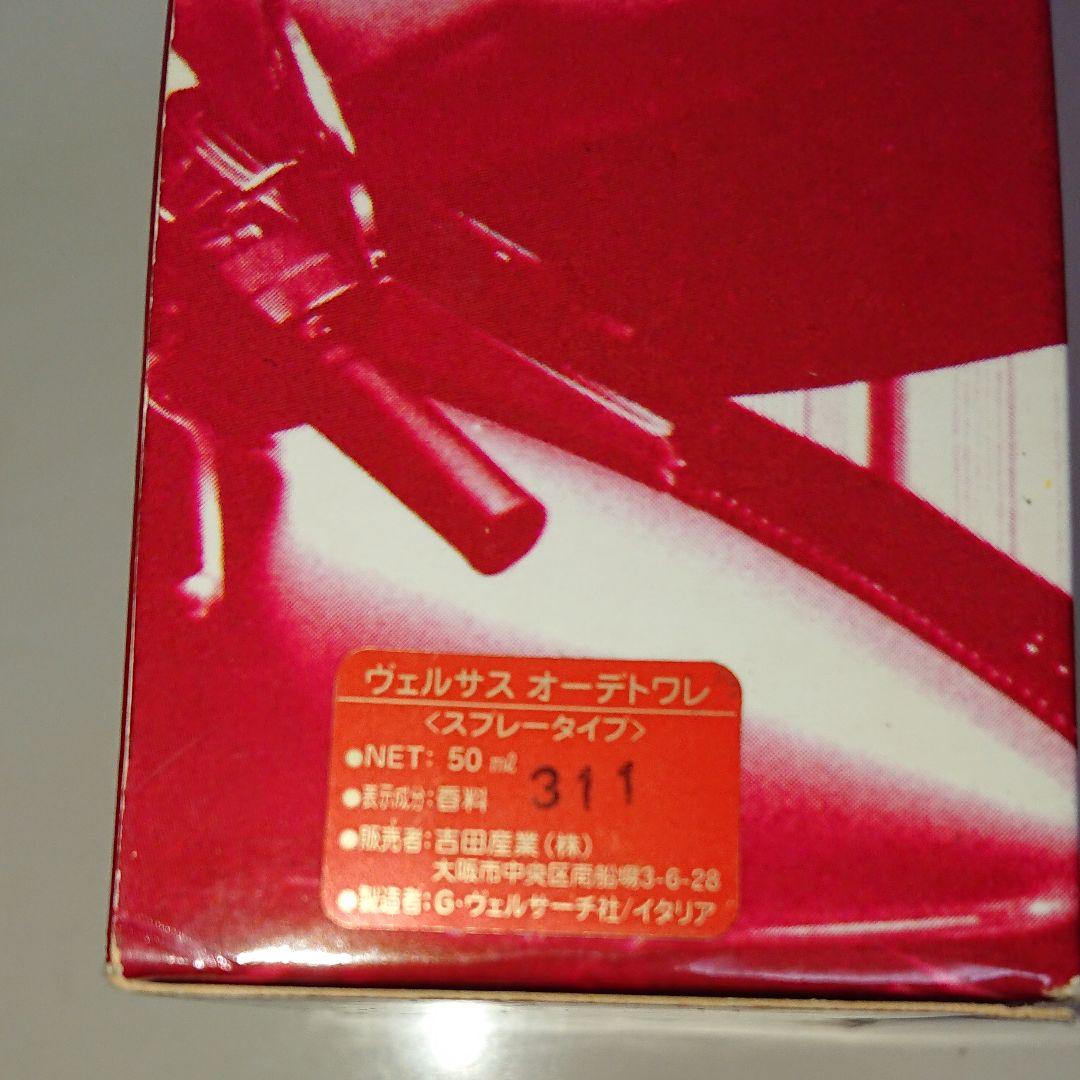 ヴェルサス オーデトワレ
〈スプレータイプ〉
●NET: 50 ㎖
311
●表示成分:香料
●販売者:吉田産業(株)
大阪市中央区南船場3-6-28
●製造者:G・ヴェルサーチ社/イタリア